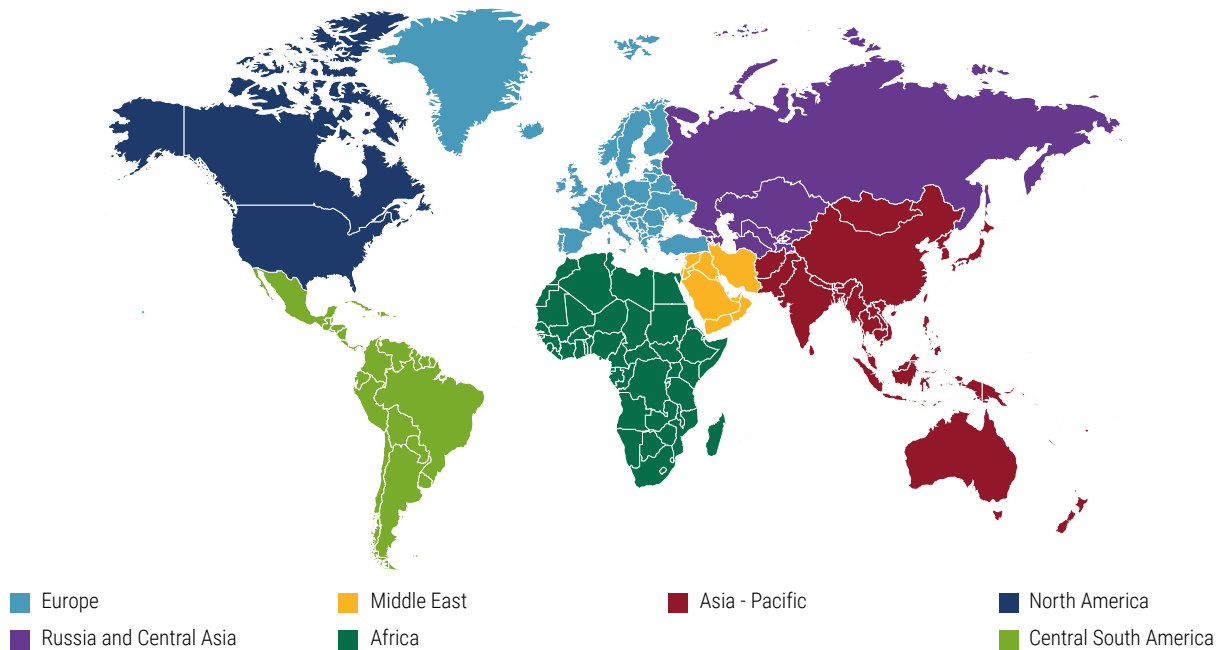 Europe
Middle East
Asia - Pacific
North America
Russia and Central Asia
Africa
Central South America